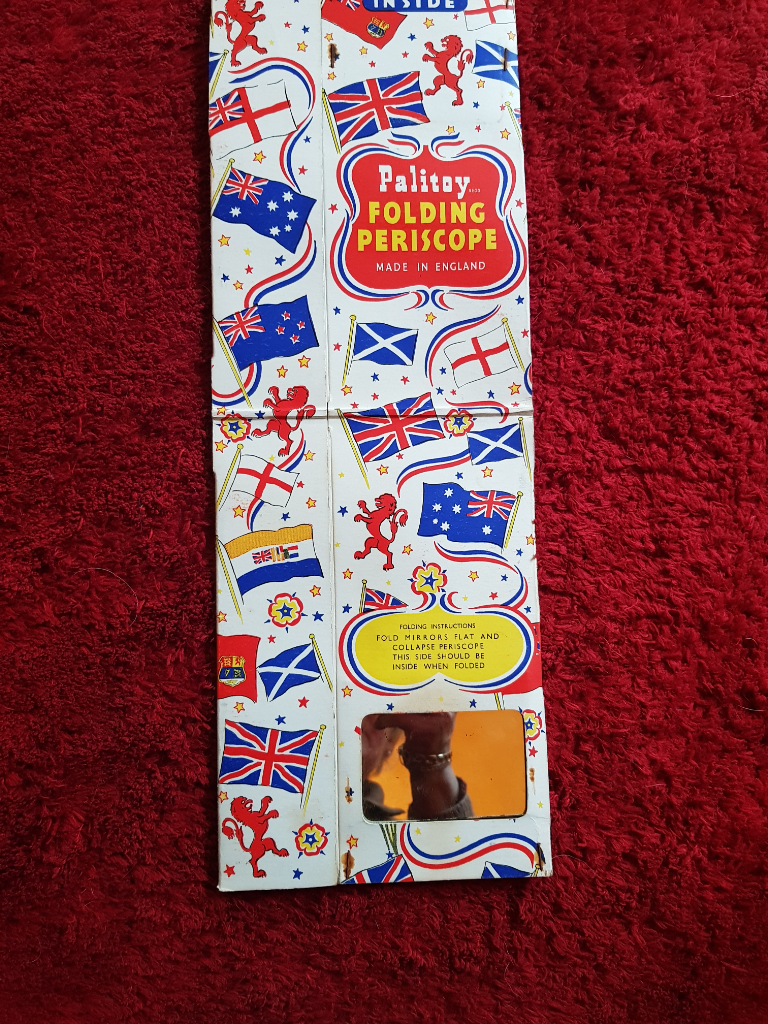 INSIDE
Palitoy REGD
FOLDING
PERISCOPE
MADE IN ENGLAND
FOLDING INSTRUCTIONS
FOLD MIRRORS FLAT AND
COLLAPSE PERISCOPE
THIS SIDE SHOULD BE
INSIDE WHEN FOLDED